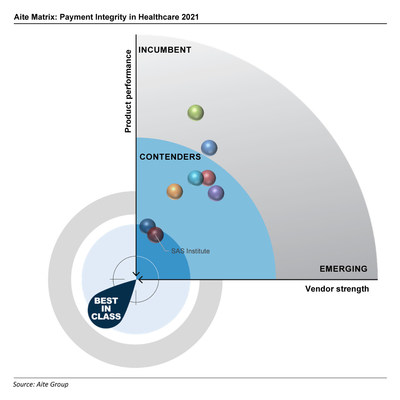 Aite Matrix: Payment Integrity in Healthcare 2021
INCUMBENT
Product performance
CONTENDERS
SAS Institute
EMERGING
Vendor strength
BEST
IN
CLASS
Source: Aite Group